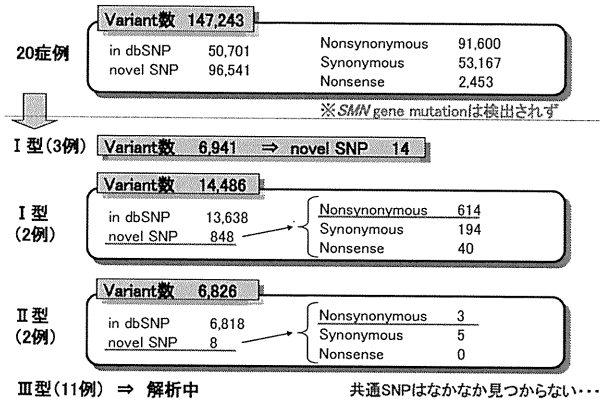 Variant数 147,243
20症例
in dbSNP 50,701
novel SNP 96,541
Nonsynonymous 91,600
Synonymous 53,167
Nonsense 2,453
※SMN gene mutationは検出されず
Ⅰ型(3例) Variant数 6,941 ⇒ novel SNP 14
Ⅰ型
(2例)
Variant数 14,486
in dbSNP 13,638
novel SNP 848
Nonsynonymous 614
Synonymous 194
Nonsense 40
Ⅱ型
(2例)
Variant数 6,826
in dbSNP 6,818
novel SNP 8
Nonsynonymous 3
Synonymous 5
Nonsense 0
Ⅲ型(11例) ⇒ 解析中
共通SNPはなかなか見つからない・・・